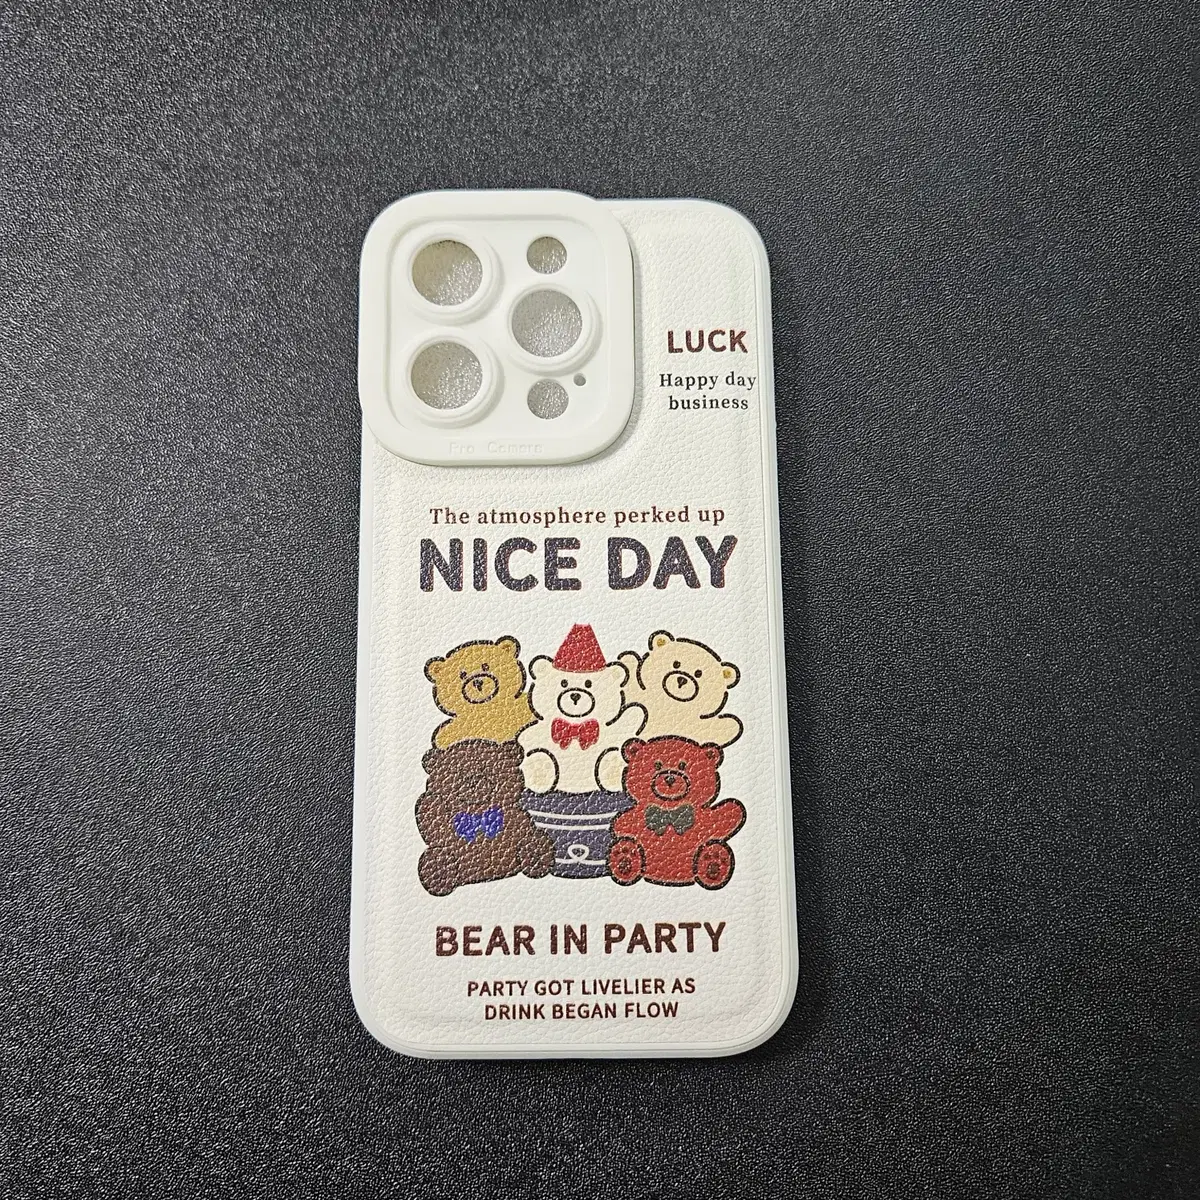 LUCK
Happy day
business
Pro Camera
The atmosphere perked up
NICE DAY
BEAR IN PARTY
PARTY GOT LIVELIER AS
DRINK BEGAN FLOW